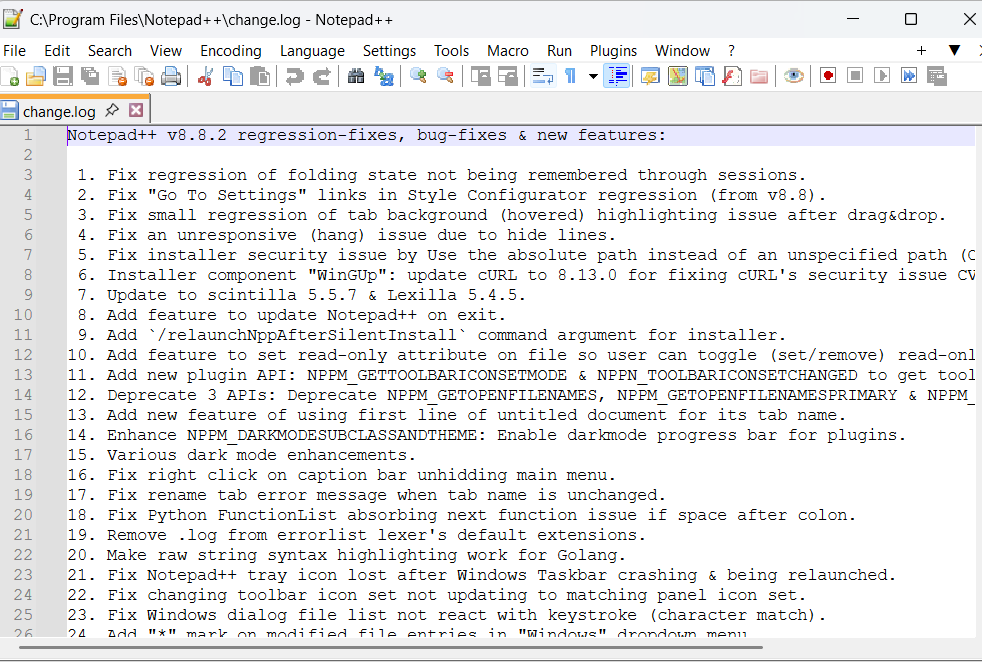 C:\Program Files\Notepad++\change.log - Notepad++
File Edit Search View Encoding Language Settings Tools Macro Run Plugins Window ?
change.log
1 Notepad++ v8.8.2 regression-fixes, bug-fixes & new features:
2
3 1. Fix regression of folding state not being remembered through sessions.
4 2. Fix "Go To Settings" links in Style Configurator regression (from v8.8).
5 3. Fix small regression of tab background (hovered) highlighting issue after drag&drop.
6 4. Fix an unresponsive (hang) issue due to hide lines.
7 5. Fix installer security issue by Use the absolute path instead of an unspecified path (C
8 6. Installer component "WinGUp": update cURL to 8.13.0 for fixing cURL's security issue CV
9 7. Update to scintilla 5.5.7 & Lexilla 5.4.5.
10 8. Add feature to update Notepad++ on exit.
11 9. Add `/relaunchNppAfterSilentInstall` command argument for installer.
12 10. Add feature to set read-only attribute on file so user can toggle (set/remove) read-onl
13 11. Add new plugin API: NPPM_GETTOOLBARICONSETMODE & NPPN_TOOLBARICONSETCHANGED to get tool
14 12. Deprecate 3 APIs: Deprecate NPPM_GETOPENFILENAMES, NPPM_GETOPENFILENAMESPRIMARY & NPPM_
15 13. Add new feature of using first line of untitled document for its tab name.
16 14. Enhance NPPM_DARKMODESUBCLASSANDTHEME: Enable darkmode progress bar for plugins.
17 15. Various dark mode enhancements.
18 16. Fix right click on caption bar unhidding main menu.
19 17. Fix rename tab error message when tab name is unchanged.
20 18. Fix Python FunctionList absorbing next function issue if space after colon.
21 19. Remove .log from errorlist lexer's default extensions.
22 20. Make raw string syntax highlighting work for Golang.
23 21. Fix Notepad++ tray icon lost after Windows Taskbar crashing & being relaunched.
24 22. Fix changing toolbar icon set not updating to matching panel icon set.
25 23. Fix Windows dialog file list not react with keystroke (character match).
26 24. Add "*" mark on modified file entries in "Windows" dropdown menu